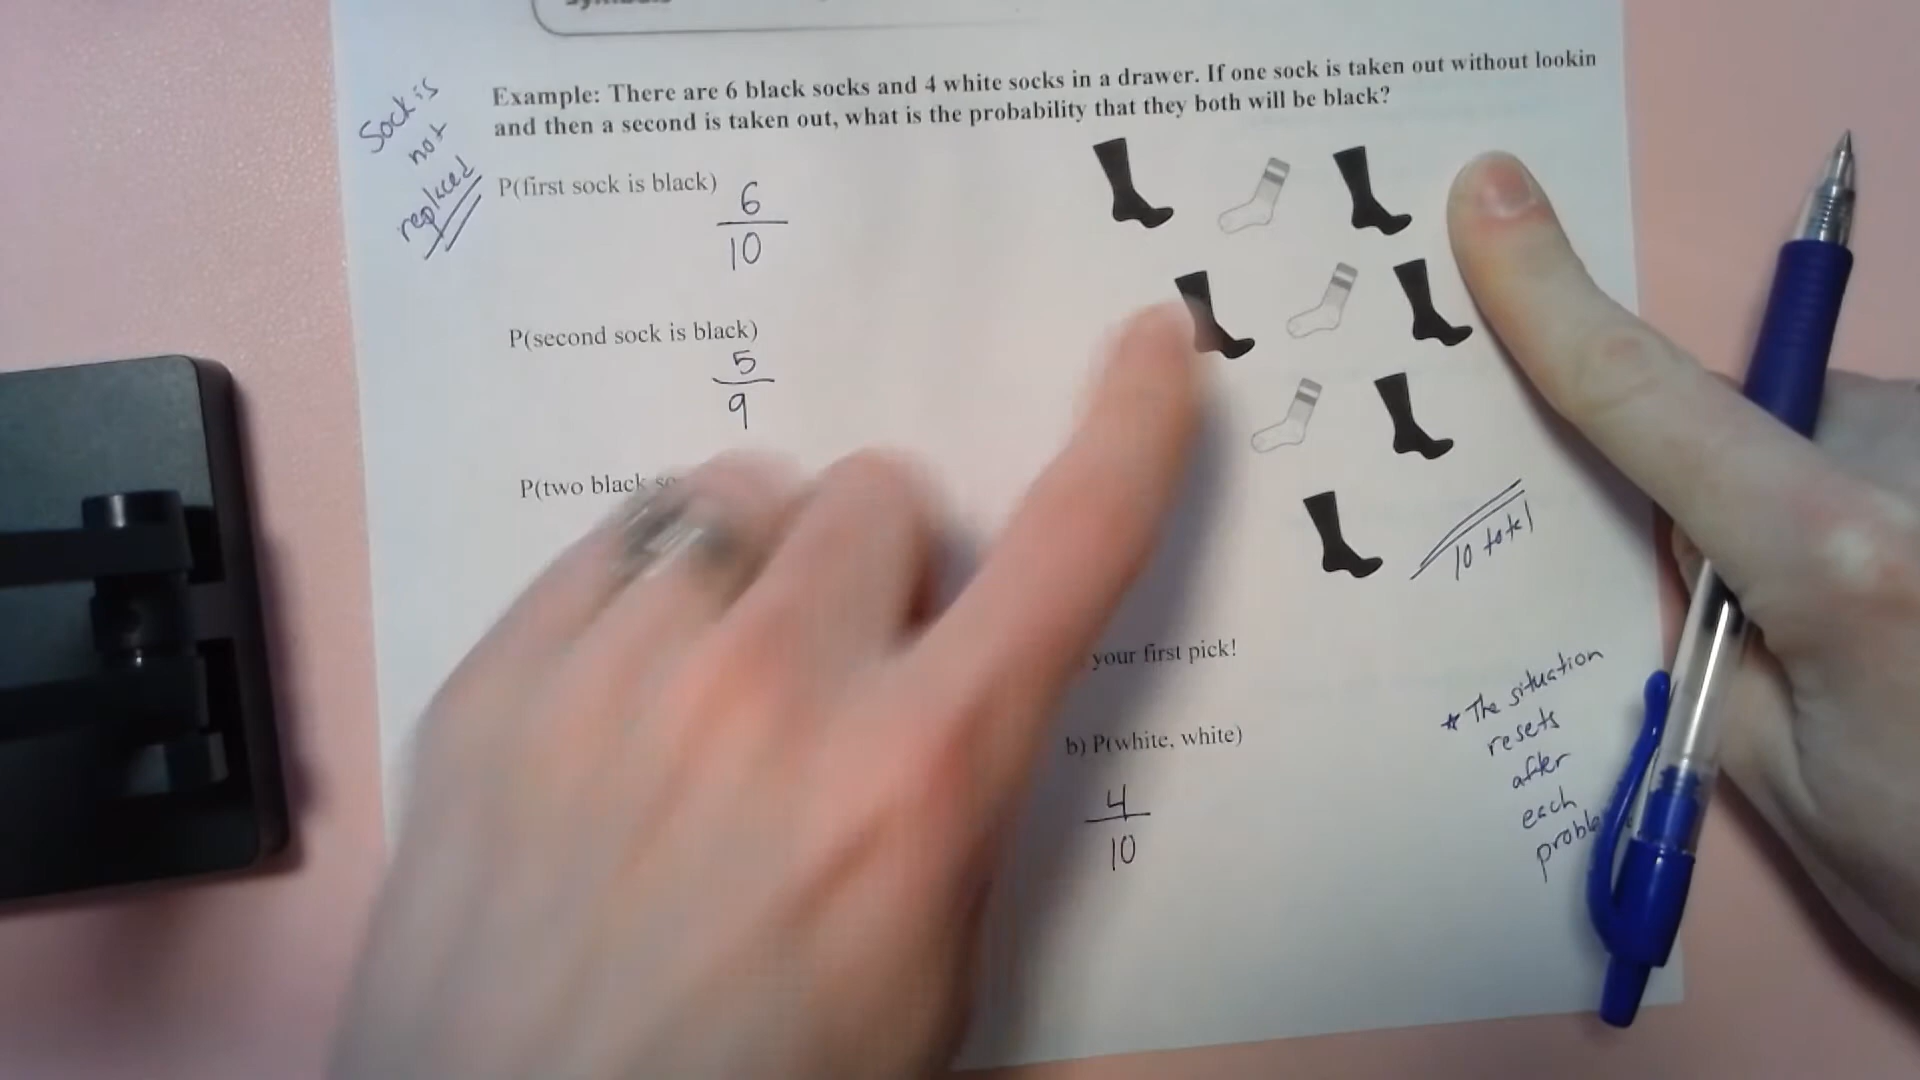 Example: There are 6 black socks and 4 white socks in a drawer. If one sock is taken out without lookin
and then a second is taken out, what is the probability that they both will be black?
Sock is
not
replaced
P(first sock is black)
6
10
P(second sock is black)
5
9
P(two black
10 total
your first pick!
b) P(white, white)
4
10
* The situation
resets
after
each